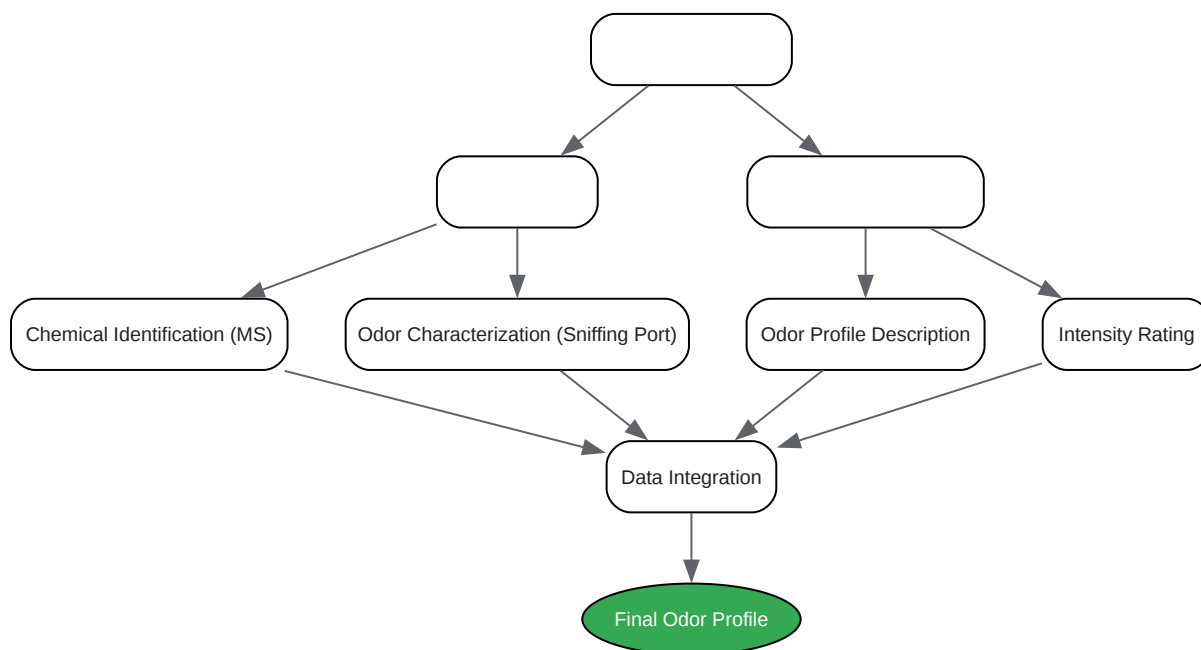 Chemical Identification (MS)
Odor Characterization (Sniffing Port)
Odor Profile Description
Intensity Rating
Data Integration
Final Odor Profile